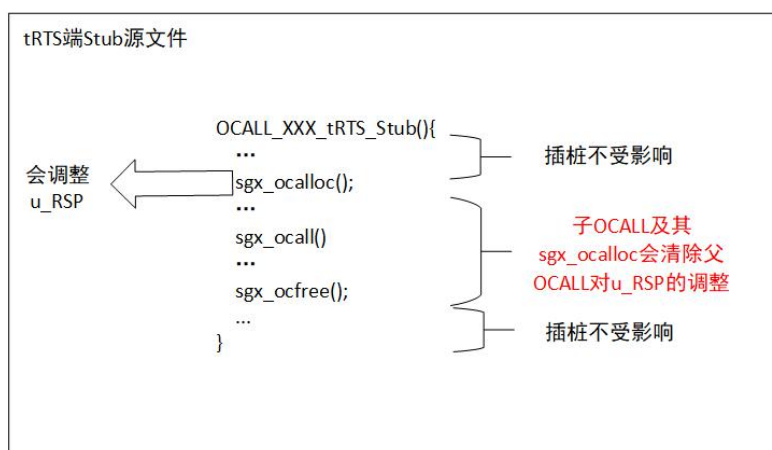 tRTS端Stub源文件
OCALL_XXX_tRTS_Stub(){
...
会调整
u_RSP
sgx_ocalloc();
...
sgx_ocall()
...
sgx_ocfree();
...
}
插桩不受影响
子OCALL及其
sgx_ocalloc会清除父
OCALL对u_RSP的调整
插桩不受影响